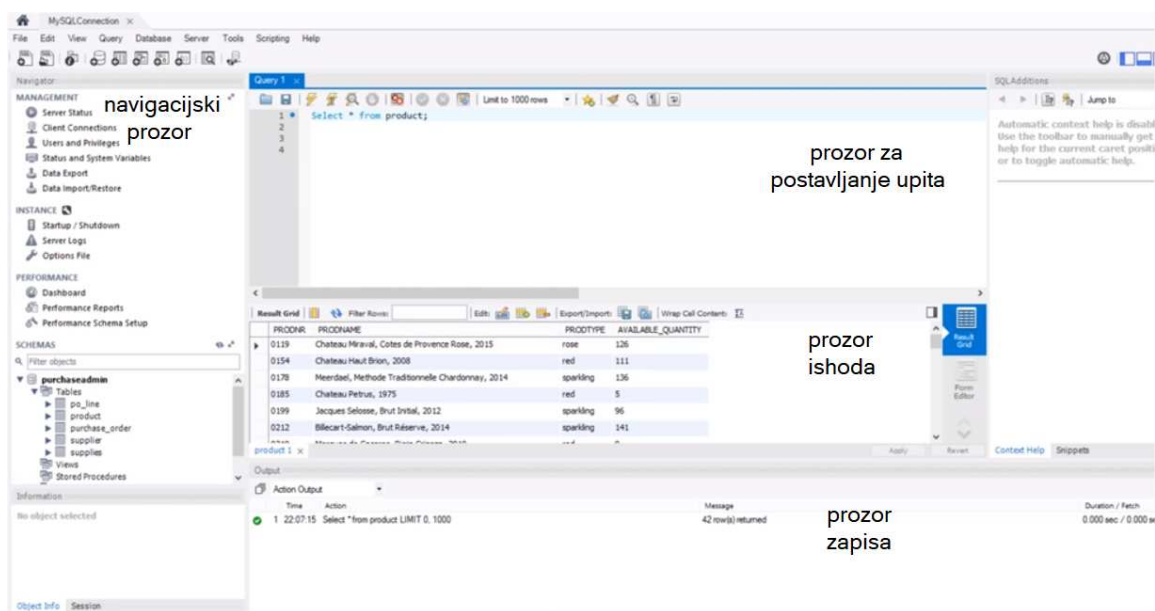 MySQLConnection ×
File Edit View Query Database Server Tools Scripting Help
Navigator
MANAGEMENT
Server Status
Client Connections
Users and Privileges
Status and System Variables
Data Export
Data Import/Restore
navigacijski
prozor
INSTANCE
Startup / Shutdown
Server Logs
Options File
PERFORMANCE
Dashboard
Performance Reports
Performance Schema Setup
SCHEMAS
Filter objects
purchaseadmin
Tables
po_line
product
purchase_order
supplier
supplies
Views
Stored Procedures
Information
No object selected
Object Info Session
Query 1 ×
Limit to 1000 rows
1 Select * from product;
2
3
4
prozor za
postavljanje upita
Result Grid Filter Rows: Edit: Export/Import: Wrap Cell Content:
PRODNR PRODNAME PRODTYPE AVAILABLE_QUANTITY
0119 Chateau Miraval, Cotes de Provence Rose, 2015 rose 126
0154 Chateau Haut Brion, 2008 red 111
0178 Meerdael, Methode Traditionnelle Chardonnay, 2014 sparkling 136
0185 Chateau Petrus, 1975 red 5
0199 Jacques Selosse, Brut Initial, 2012 sparkling 96
0212 Billecart-Salmon, Brut Réserve, 2014 sparkling 141
prozor
ishoda
Result
Grid
Form
Editor
product 1 ×
Apply Revert
Output
Action Output
Time Action Message Duration / Fetch
1 22:07:15 Select * from product LIMIT 0, 1000 42 row(s) returned 0.000 sec / 0.000
prozor
zapisa
SQLAdditions
Jump to
Automatic context help is
Use the toolbar to manually get
help for the current caret
or to toggle automatic help.
Context Help Snippets